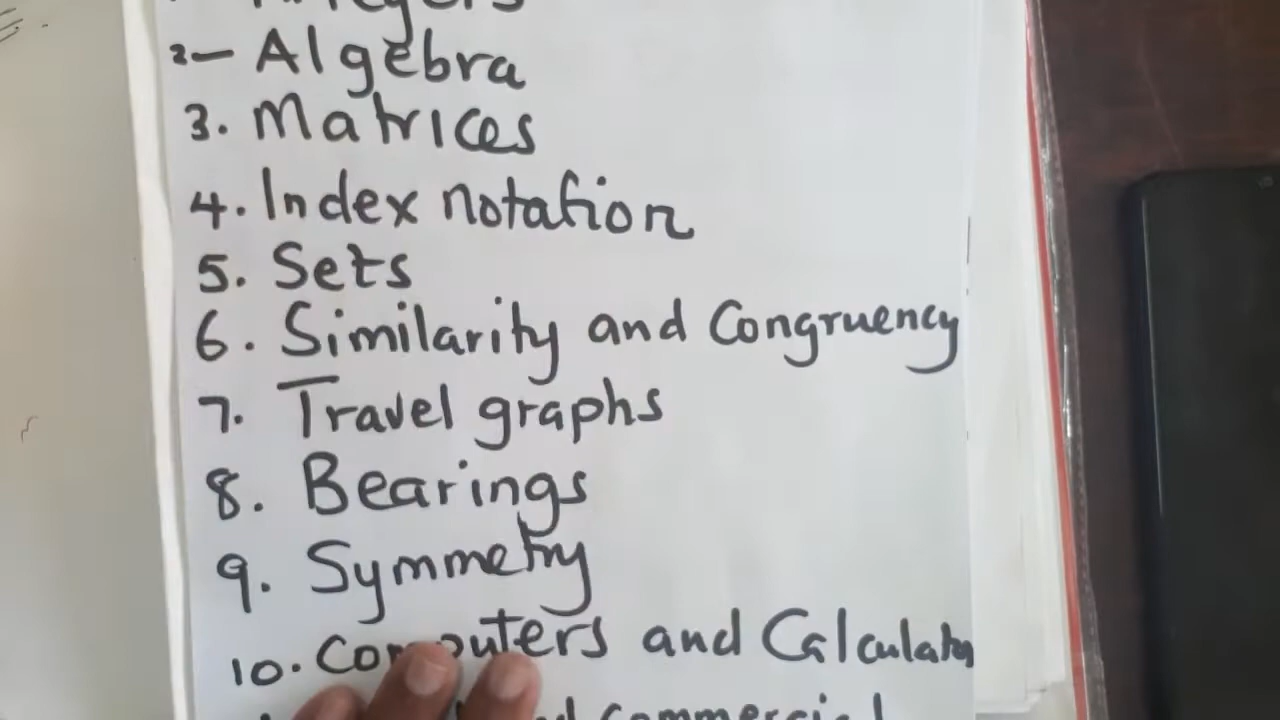 2- Algebra
3. Matrices
4. Index notation
5. Sets
6. Similarity and Congruency
7. Travel graphs
8. Bearings
9. Symmetry
10. Computers and
commercial